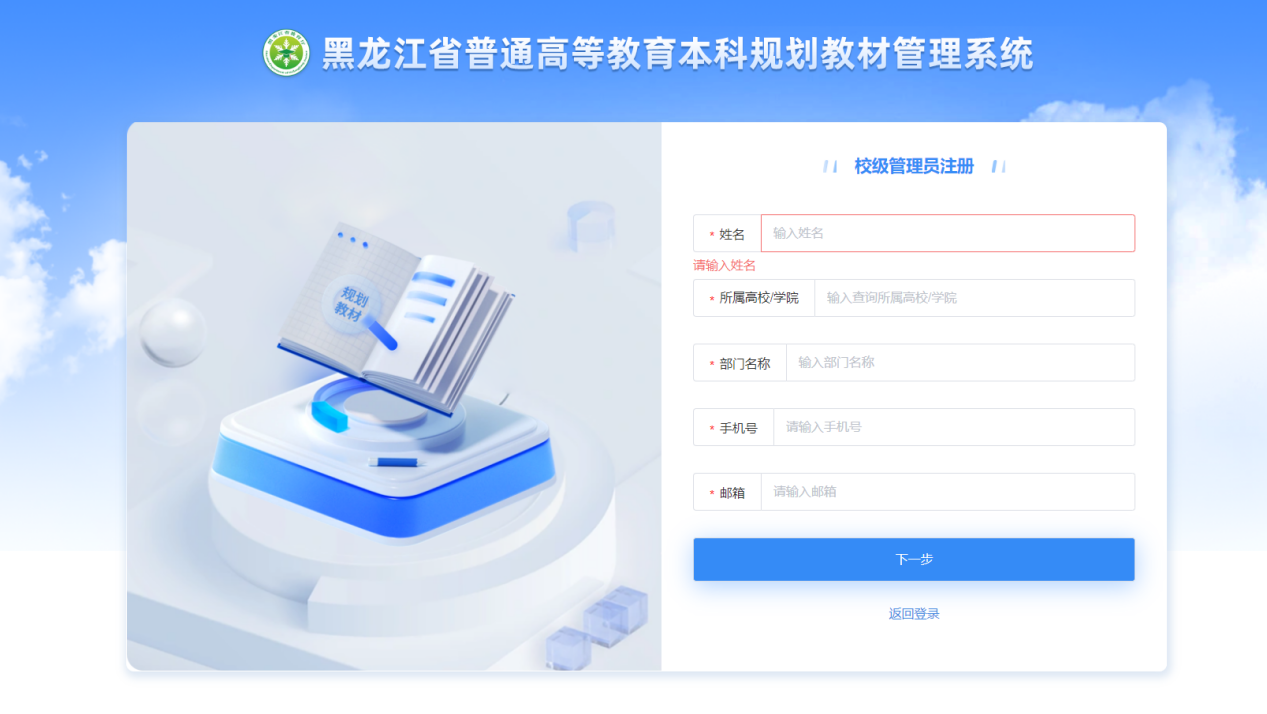 黑龙江省普通高等教育本科规划教材管理系统
校级管理员注册
* 姓名 输入姓名
请输入姓名
* 所属高校/学院 输入查询所属高校/学院
* 部门名称 输入部门名称
* 手机号 请输入手机号
* 邮箱 请输入邮箱
下一步
返回登录
规划
教材